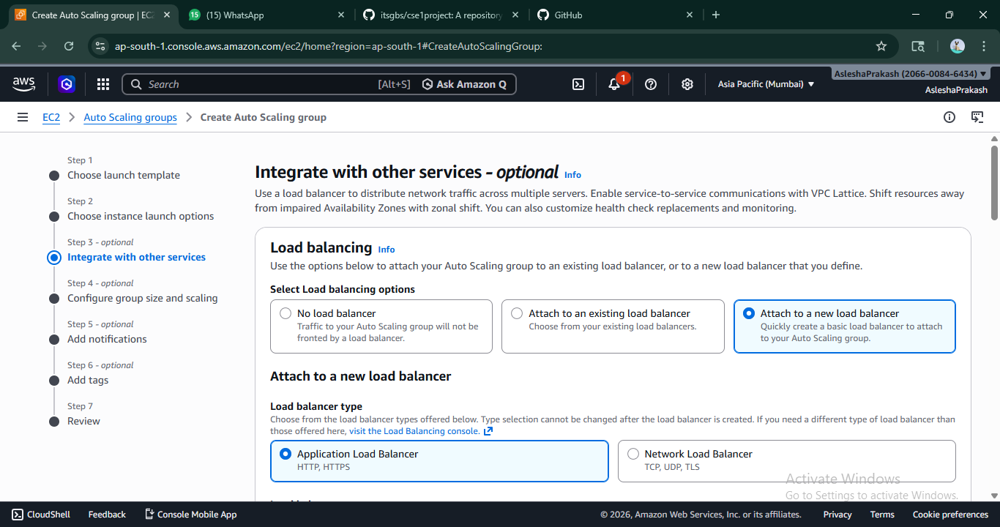 Create Auto Scaling group | EC2
15 (15) WhatsApp
itsgbs/cse1project: A repository
GitHub
ap-south-1.console.aws.amazon.com/ec2/home?region=ap-south-1#CreateAutoScalingGroup:
aws
Search
[Alt+S]
Ask Amazon Q
1
Asia Pacific (Mumbai)
AsleshaPrakash (2066-0084-6434)
AsleshaPrakash
EC2
Auto Scaling groups
Create Auto Scaling group
Step 1
Choose launch template
Step 2
Choose instance launch options
Step 3 - optional
Integrate with other services
Step 4 - optional
Configure group size and scaling
Step 5 - optional
Add notifications
Step 6 - optional
Add tags
Step 7
Review
Integrate with other services - optional Info
Use a load balancer to distribute network traffic across multiple servers. Enable service-to-service communications with VPC Lattice. Shift resources away
from impaired Availability Zones with zonal shift. You can also customize health check replacements and monitoring.
Load balancing Info
Use the options below to attach your Auto Scaling group to an existing load balancer, or to a new load balancer that you define.
Select Load balancing options
No load balancer
Traffic to your Auto Scaling group will not be
fronted by a load balancer.
Attach to an existing load balancer
Choose from your existing load balancers.
Attach to a new load balancer
Quickly create a basic load balancer to attach
to your Auto Scaling group.
Attach to a new load balancer
Load balancer type
Choose from the load balancer types offered below. Type selection cannot be changed after the load balancer is created. If you need a different type of load balancer than
those offered here, visit the Load Balancing console.
Application Load Balancer
HTTP, HTTPS
Network Load Balancer
TCP, UDP, TLS
Activate Windows
Go to Settings to activate Windows.
CloudShell
Feedback
Console Mobile App
© 2026, Amazon Web Services, Inc. or its affiliates.
Privacy
Terms
Cookie preferences